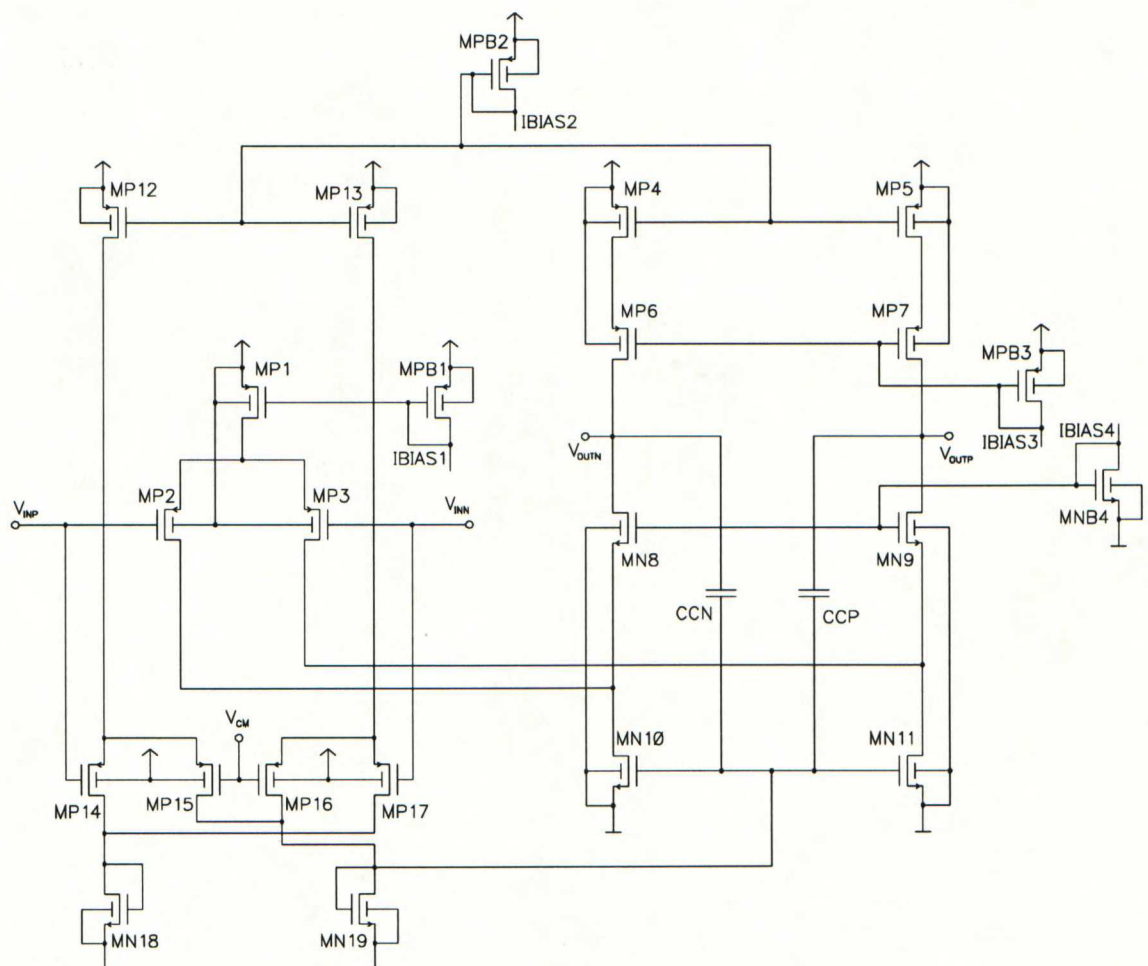 MPB2
IBIAS2
MP12
MP13
MP4
MP5
MP6
MP7
MP1
MPB1
MPB3
IBIAS1
IBIAS3
IBIAS4
VOUTN
VOUTP
VINP
MP2
MP3
VINN
MNB4
MN8
MN9
CCN
CCP
VCM
MN10
MN11
MP14
MP15
MP16
MP17
MN18
MN19